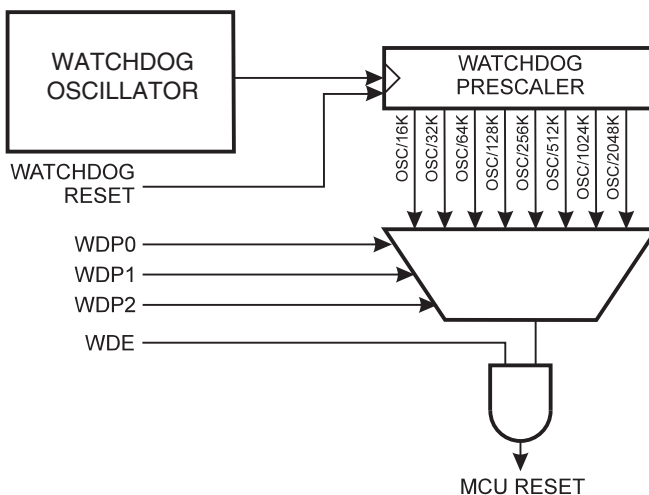 WATCHDOG
OSCILLATOR
WATCHDOG
PRESCALER
WATCHDOG
RESET
OSC/16K
OSC/32K
OSC/64K
OSC/128K
OSC/256K
OSC/512K
OSC/1024K
OSC/2048K
WDP0
WDP1
WDP2
WDE
MCU RESET